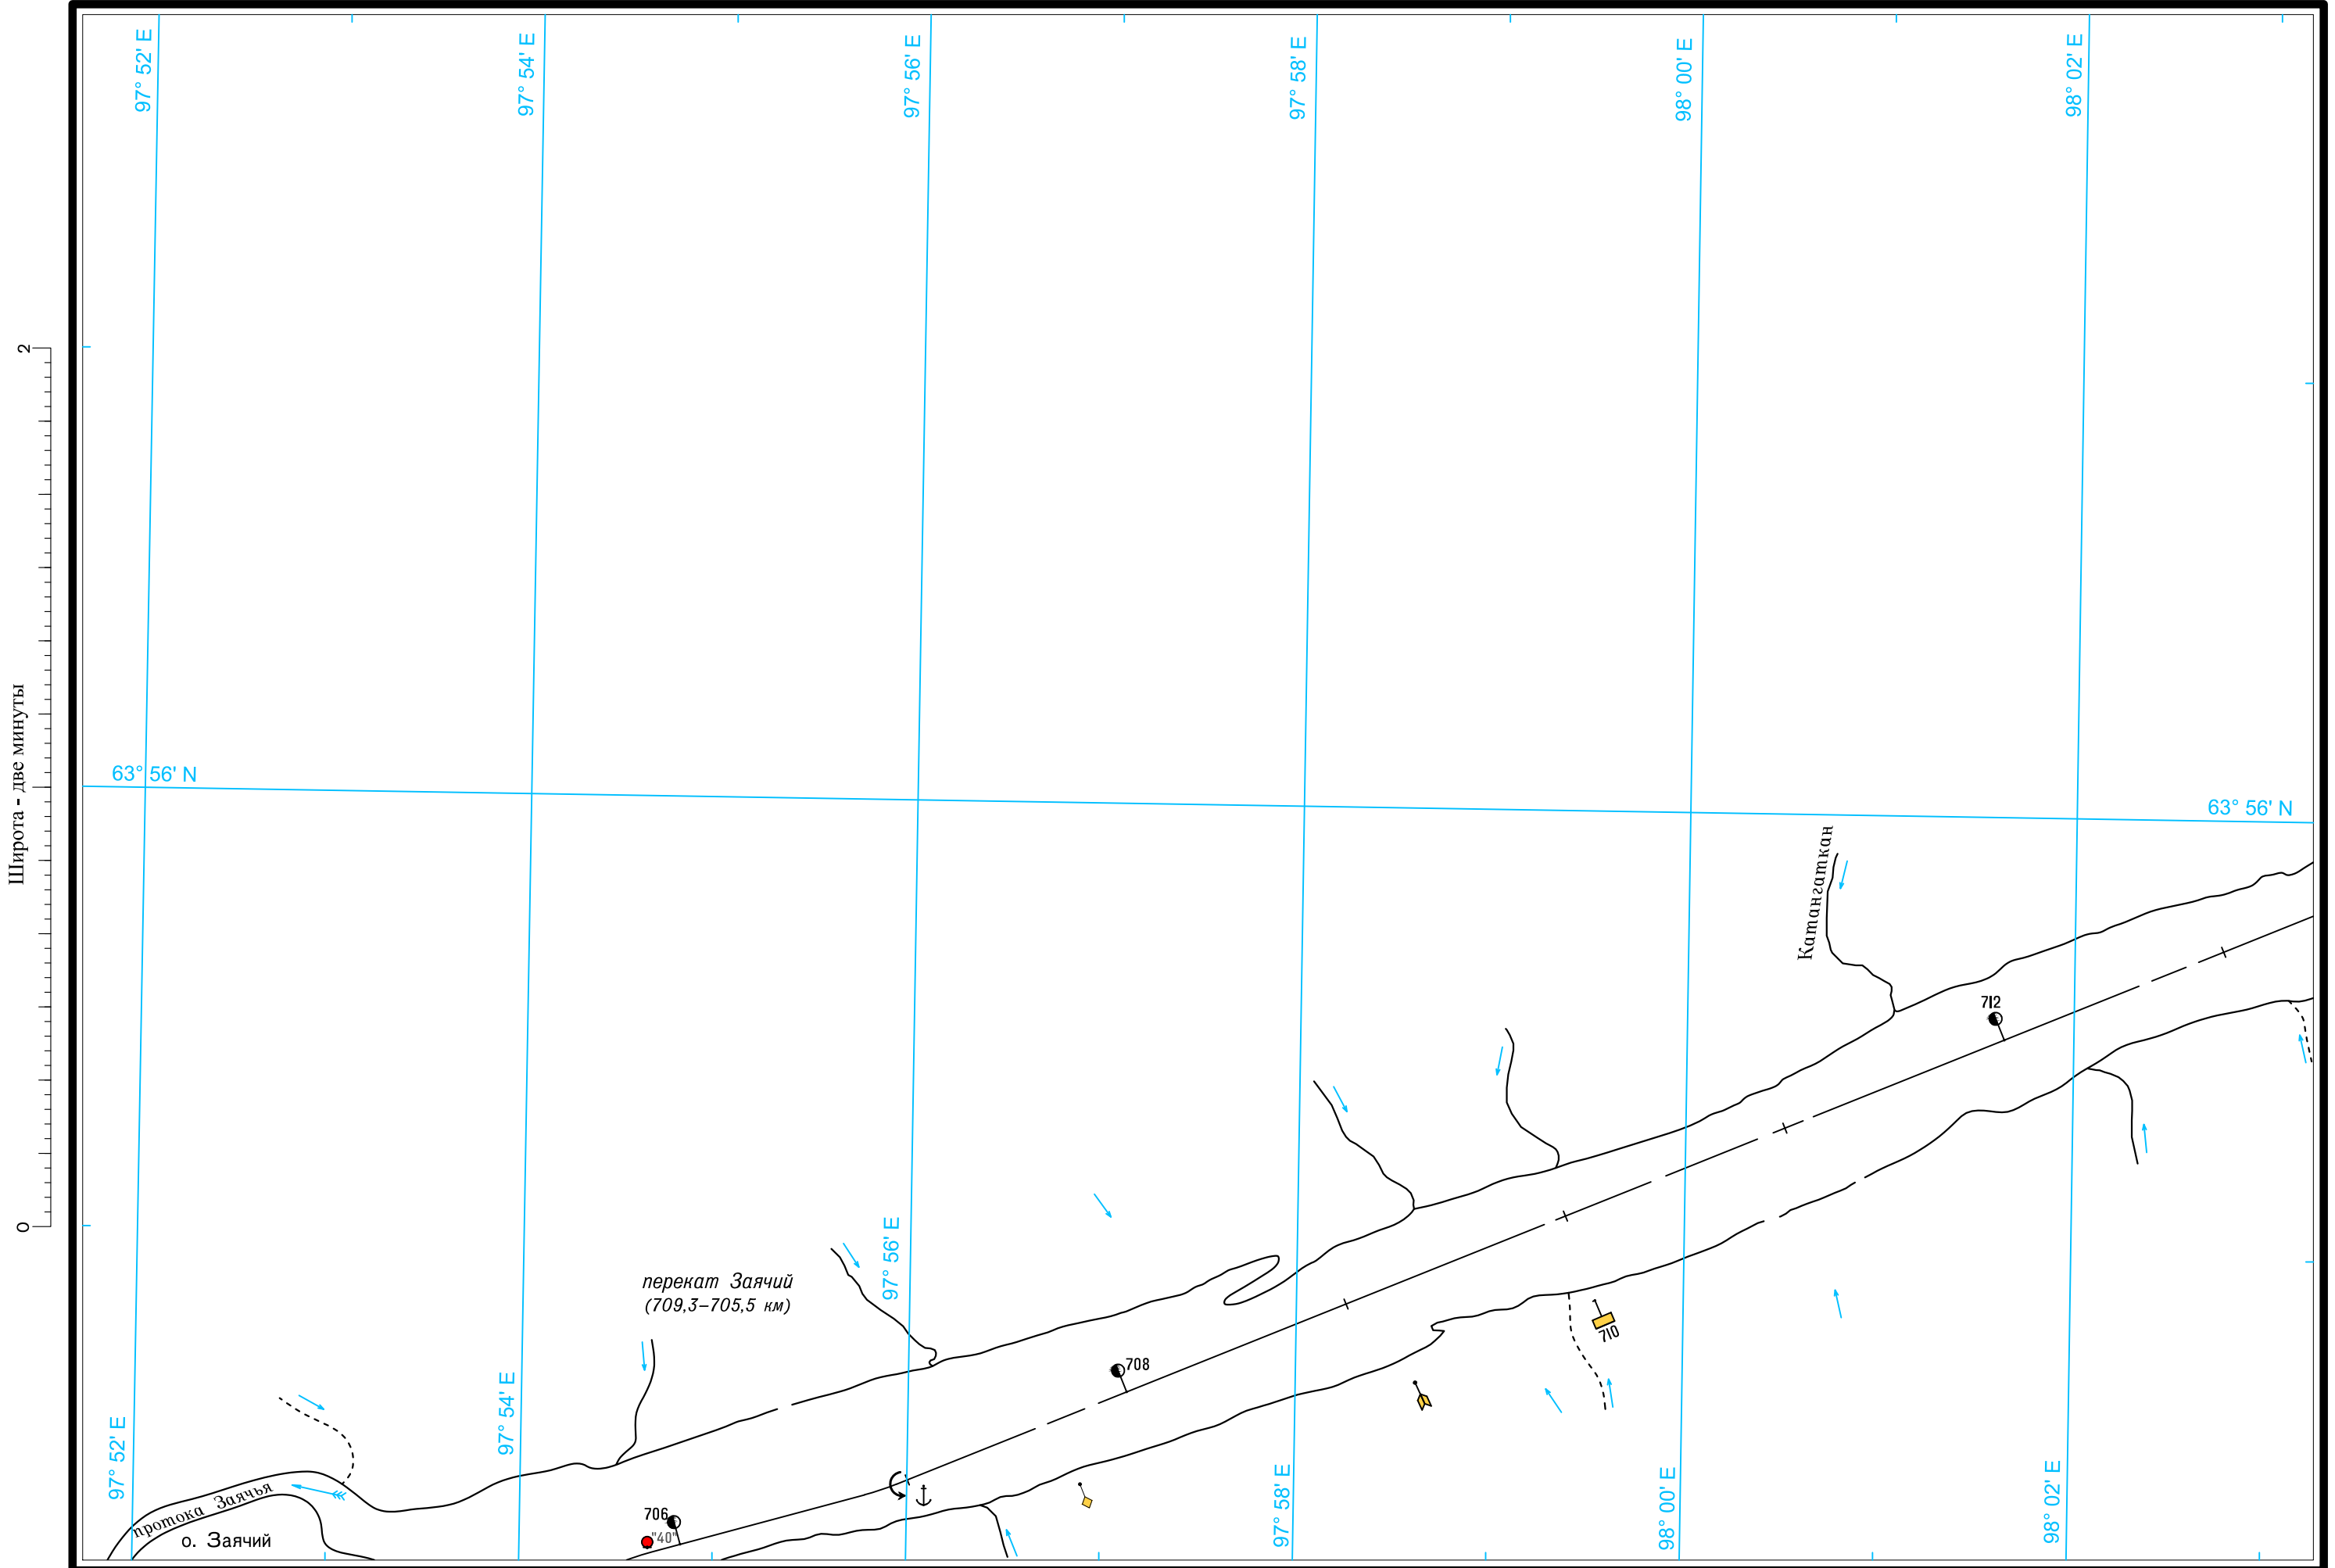 97° 52' E
97° 54' E
97° 56' E
97° 58' E
98° 00' E
98° 02' E
2
Широта - две минуты
0
63° 56' N
63° 56' N
Катангаткан
712
перекат Заячий
(709,3–705,5 км)
97° 56' E
708
710
97° 52' E
97° 54' E
97° 58' E
98° 00' E
98° 02' E
протока Заячья
о. Заячий
706
"40"